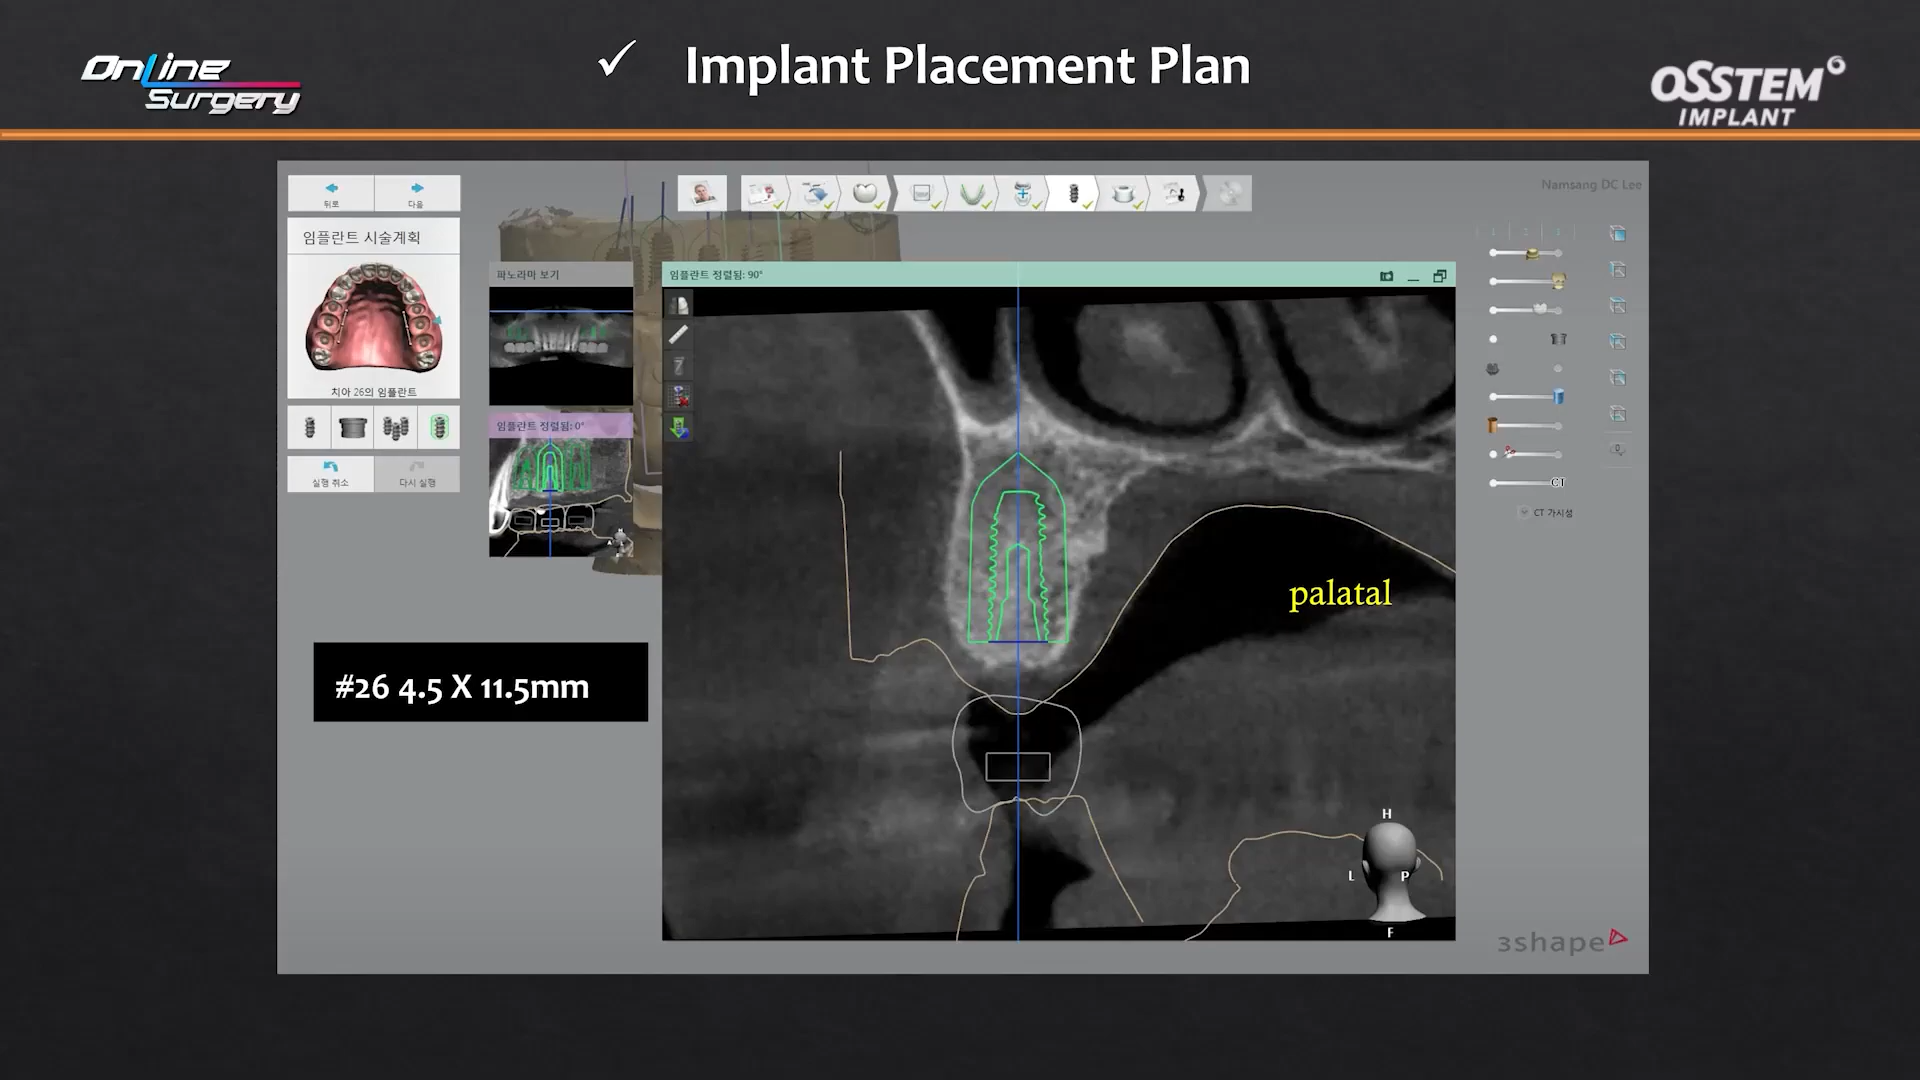 OnLine
Surgery
✓ Implant Placement Plan
OSSTEM
IMPLANT
뒤로
다음
Namsang DC Lee
임플란트 시술계획
파노라마 보기
임플란트 정렬됨: 90°
치아 26의 임플란트
임플란트 정렬됨: 0°
실행 취소
다시 실행
CT
CT 가시성
palatal
#26 4.5 X 11.5mm
H
L P
F
3shape